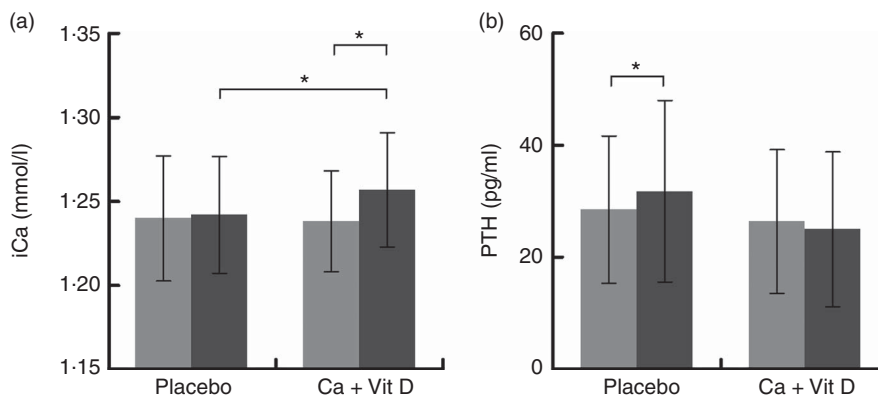 (a)
iCa (mmol/l)
1·35
1·30
1·25
1·20
1·15
*
*
Placebo
Ca + Vit D
(b)
PTH (pg/ml)
60
40
20
0
*
Placebo
Ca + Vit D